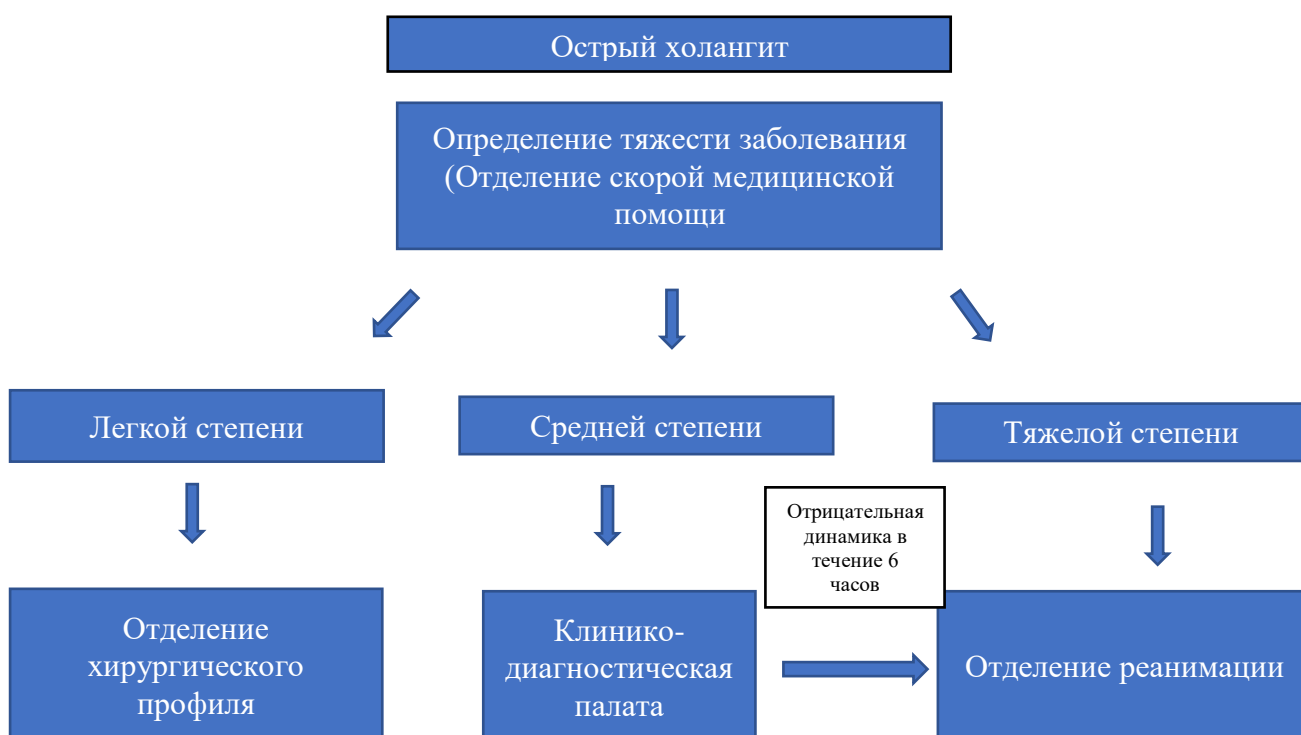 Острый холангит
Определение тяжести заболевания
(Отделение скорой медицинской
помощи
Легкой степени
Средней степени
Тяжелой степени
Отрицательная
динамика в
течение 6
часов
Отделение
хирургического
профиля
Клинико-
диагностическая
палата
Отделение реанимации